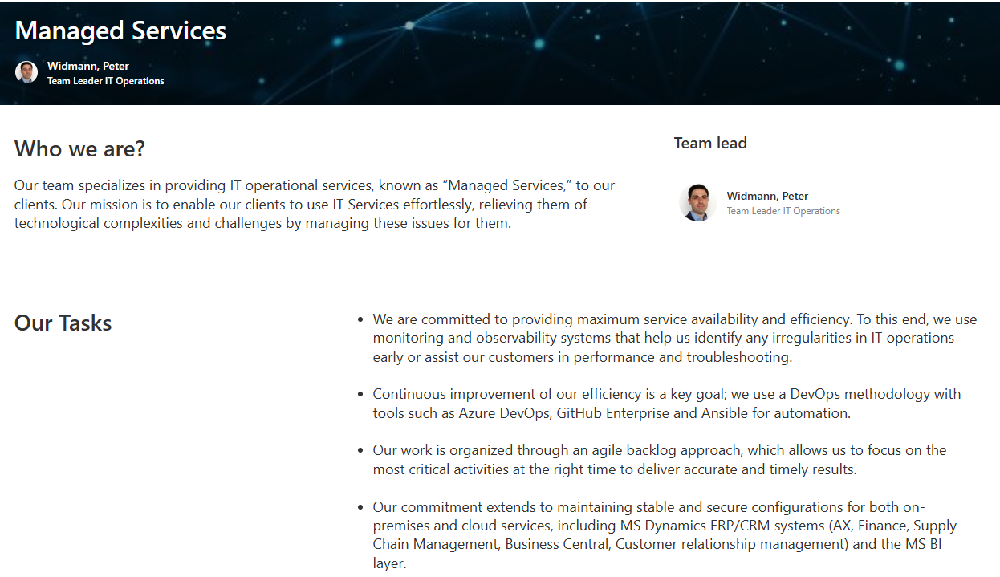 Managed Services
Widmann, Peter
Team Leader IT Operations
Who we are?
Our team specializes in providing IT operational services, known as “Managed Services,” to our
clients. Our mission is to enable our clients to use IT Services effortlessly, relieving them of
technological complexities and challenges by managing these issues for them.
Team lead
Widmann, Peter
Team Leader IT Operations
Our Tasks
• We are committed to providing maximum service availability and efficiency. To this end, we use
monitoring and observability systems that help us identify any irregularities in IT operations
early or assist our customers in performance and troubleshooting.
• Continuous improvement of our efficiency is a key goal; we use a DevOps methodology with
tools such as Azure DevOps, GitHub Enterprise and Ansible for automation.
• Our work is organized through an agile backlog approach, which allows us to focus on the
most critical activities at the right time to deliver accurate and timely results.
• Our commitment extends to maintaining stable and secure configurations for both on-
premises and cloud services, including MS Dynamics ERP/CRM systems (AX, Finance, Supply
Chain Management, Business Central, Customer relationship management) and the MS BI
layer.